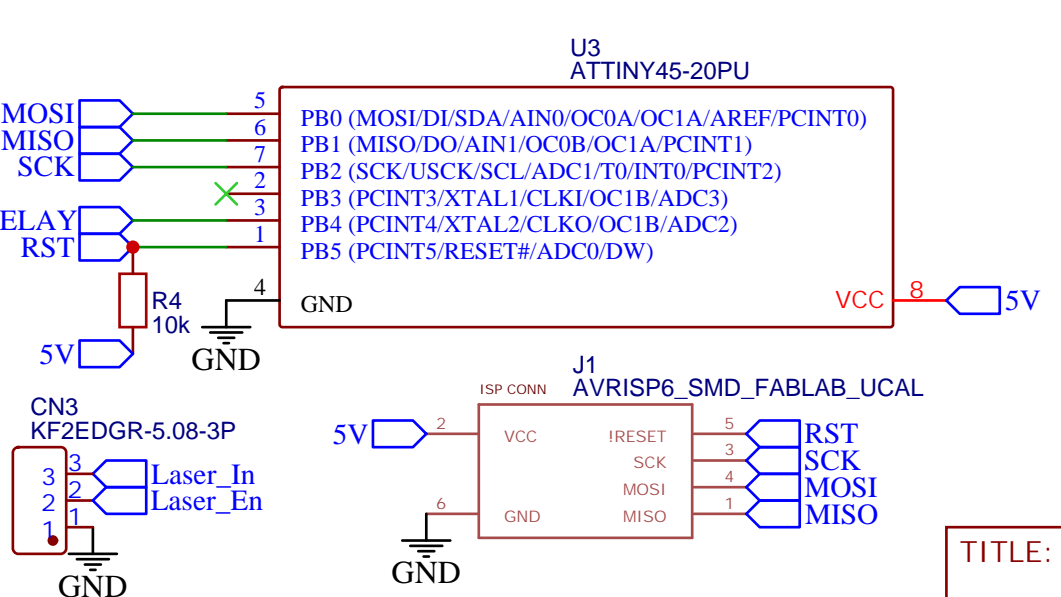 U3
ATTINY45-20PU
MOSI
MISO
SCK
ELAY
RST
5
6
7
2
3
1
4
PB0 (MOSI/DI/SDA/AIN0/OC0A/OC1A/AREF/PCINT0)
PB1 (MISO/DO/AIN1/OC0B/OC1A/PCINT1)
PB2 (SCK/USCK/SCL/ADC1/T0/INT0/PCINT2)
PB3 (PCINT3/XTAL1/CLKI/OC1B/ADC3)
PB4 (PCINT4/XTAL2/CLKO/OC1B/ADC2)
PB5 (PCINT5/RESET#/ADC0/DW)
GND
VCC
8
5V
R4
10k
5V
GND
CN3
KF2EDGR-5.08-3P
3
2
1
3
2
1
Laser_In
Laser_En
GND
J1
ISP CONN
AVRISP6_SMD_FABLAB_UCAL
5V
2
VCC
6
GND
GND
!RESET
SCK
MOSI
MISO
5
3
4
1
RST
SCK
MOSI
MISO
TITLE: